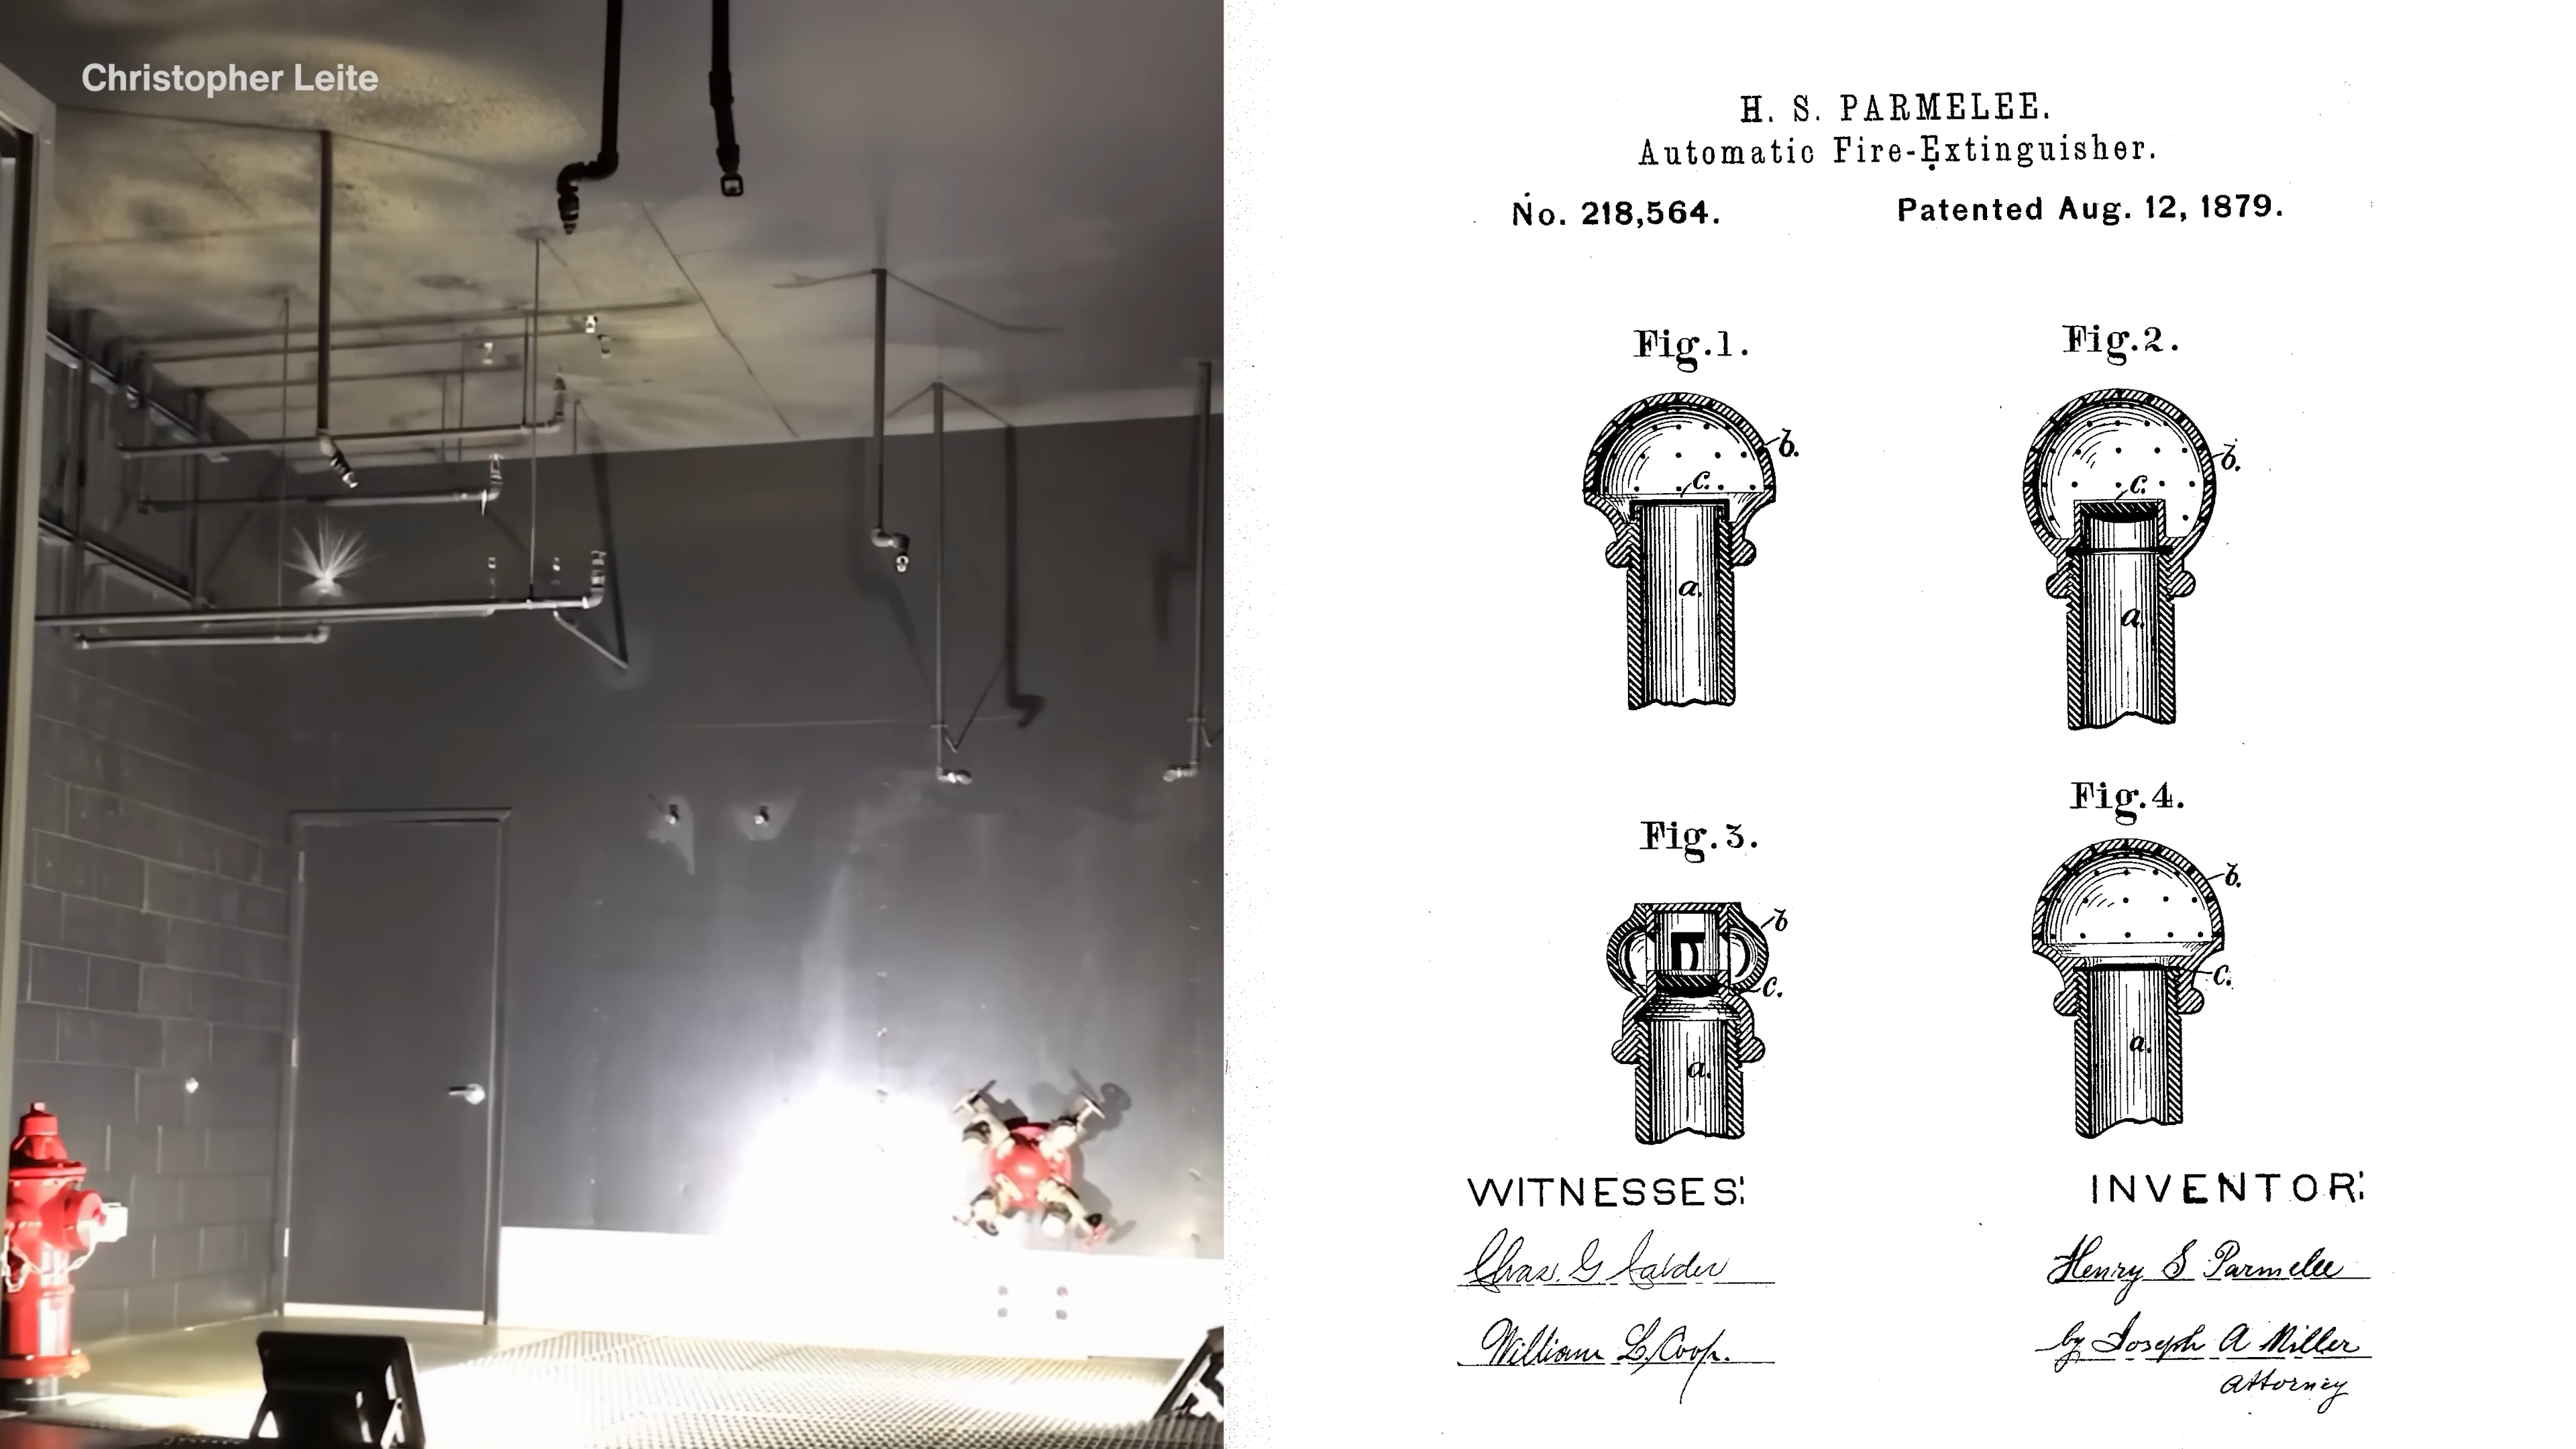 Christopher Leite
H. S. PARMELEE.
Automatic Fire-Extinguisher.
No. 218,564.
Patented Aug. 12, 1879.
Fig.1.
Fig.2.
b.
c.
a.
b.
c.
a.
Fig.3.
Fig.4.
b
c.
a.
b.
c.
a.
WITNESSES:
INVENTOR:
Chas. G Calder
Henry S Parmelee
William L. Coop.
by Joseph A Miller
attorney